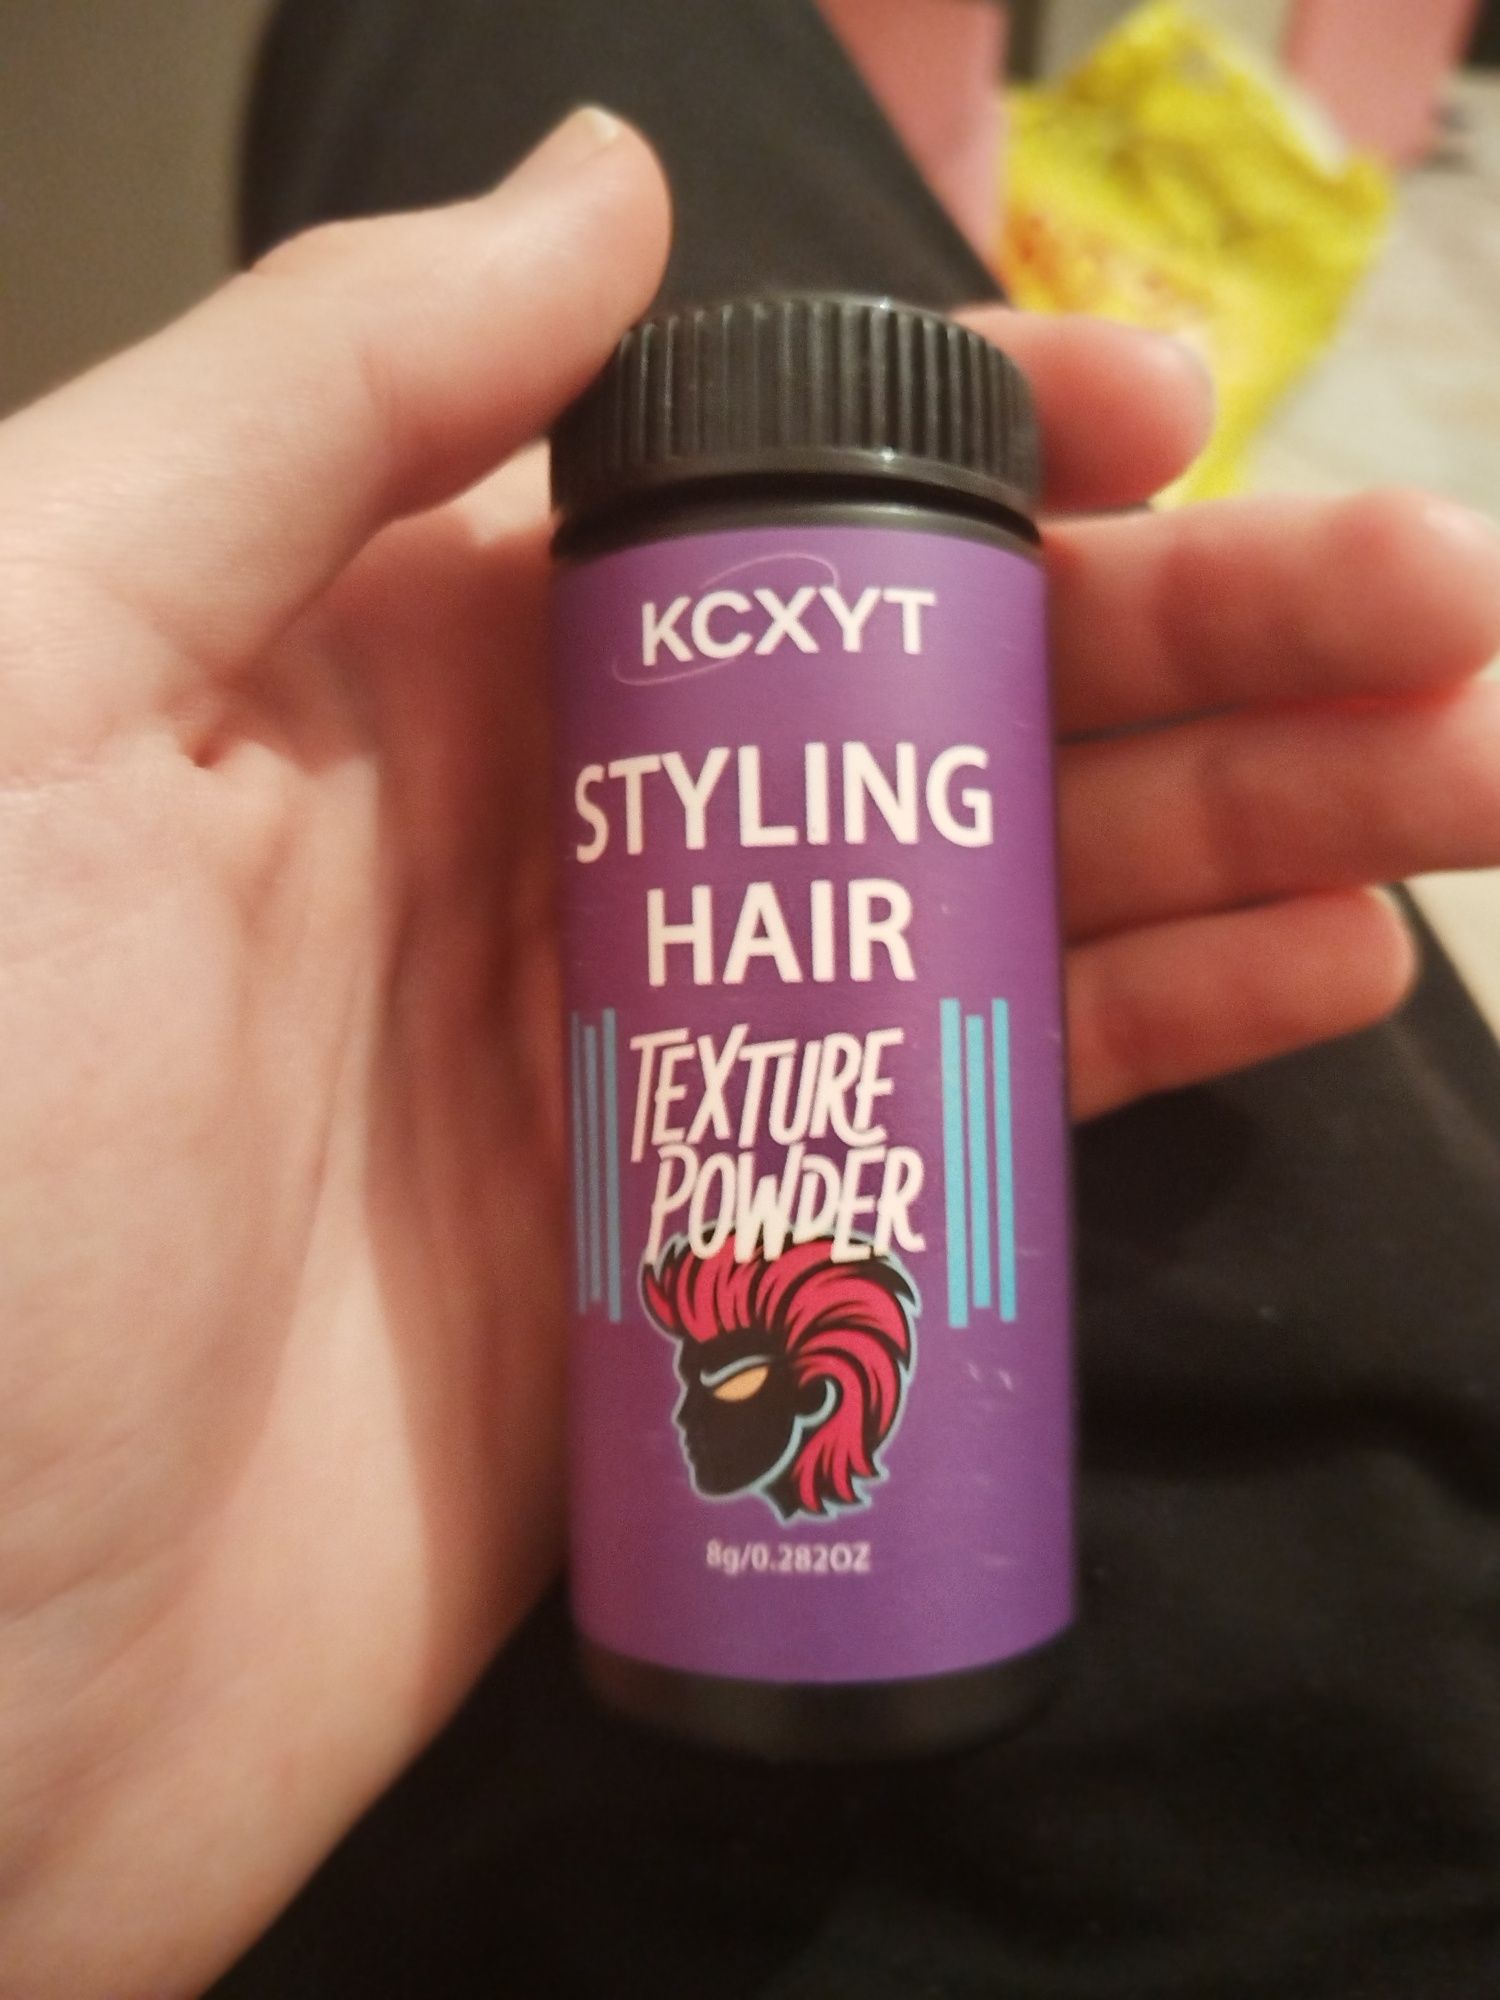 KCXYT
STYLING
HAIR
TEXTURE
POWDER
8g/0.282OZ